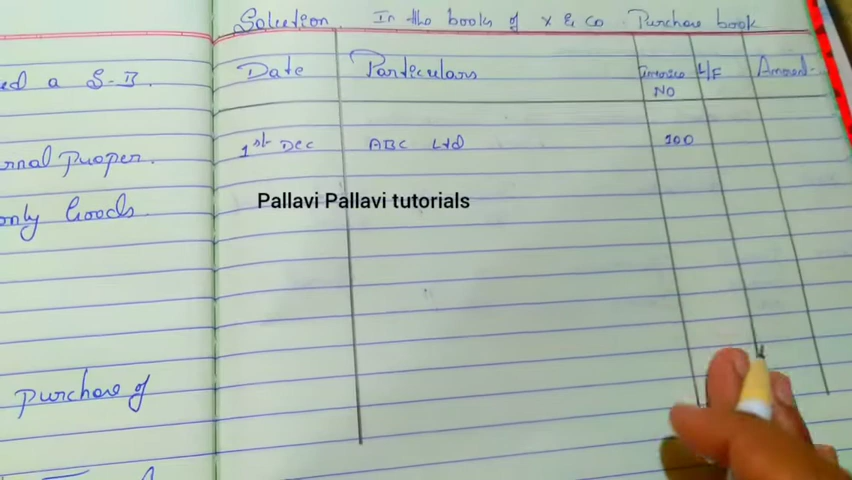 Solution. In the books of X & Co Purchase book
ed a S-B.
Date Particulars Invoice L/F Amount
NO
rnal Proper.
1st Dec ABC Ltd 100
only Goods
Pallavi Pallavi tutorials
purchase of